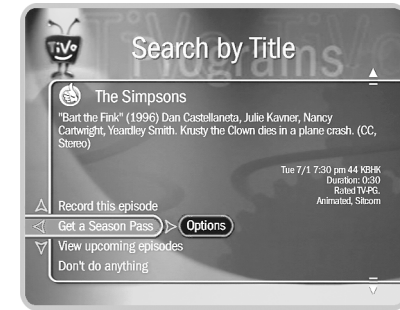 TiVo
Search by Title
The Simpsons
"Bart the Fink" (1996) Dan Castellaneta, Julie Kavner, Nancy
Cartwright, Yeardley Smith. Krusty the Clown dies in a plane crash. (CC,
Stereo)
Tue 7/1 7:30 pm 44 KBHK
Duration: 0:30
Rated TV-PG.
Animated, Sitcom
Record this episode
Get a Season Pass Options
View upcoming episodes
Don't do anything